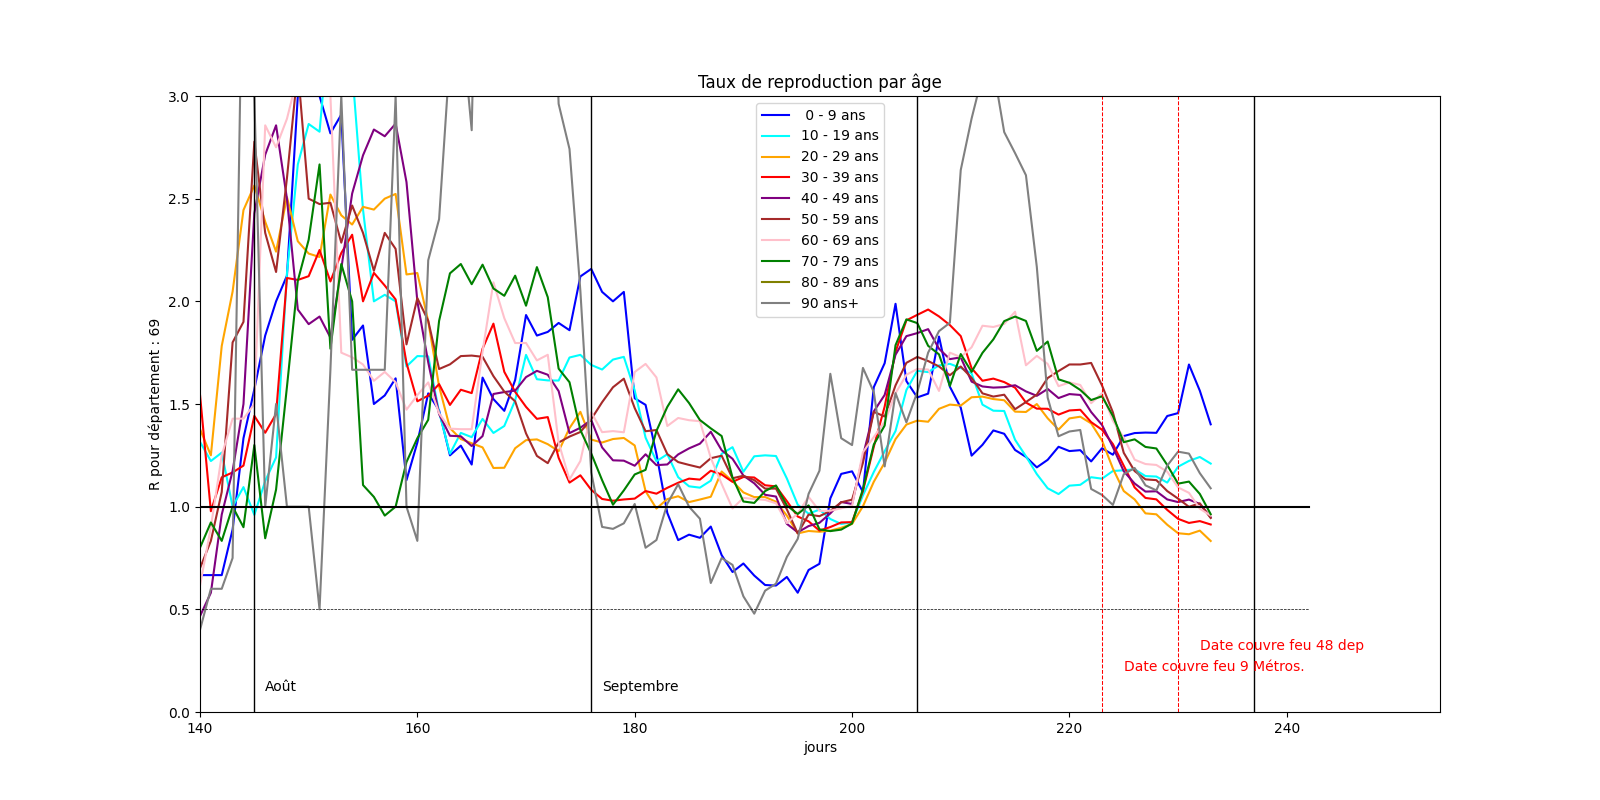 Taux de reproduction par âge
R pour département : 69
3.0
2.5
2.0
1.5
1.0
0.5
0.0
0 - 9 ans
10 - 19 ans
20 - 29 ans
30 - 39 ans
40 - 49 ans
50 - 59 ans
60 - 69 ans
70 - 79 ans
80 - 89 ans
90 ans+
Date couvre feu 48 dep
Date couvre feu 9 Métros.
Août
Septembre
140
160
180
200
220
240
jours